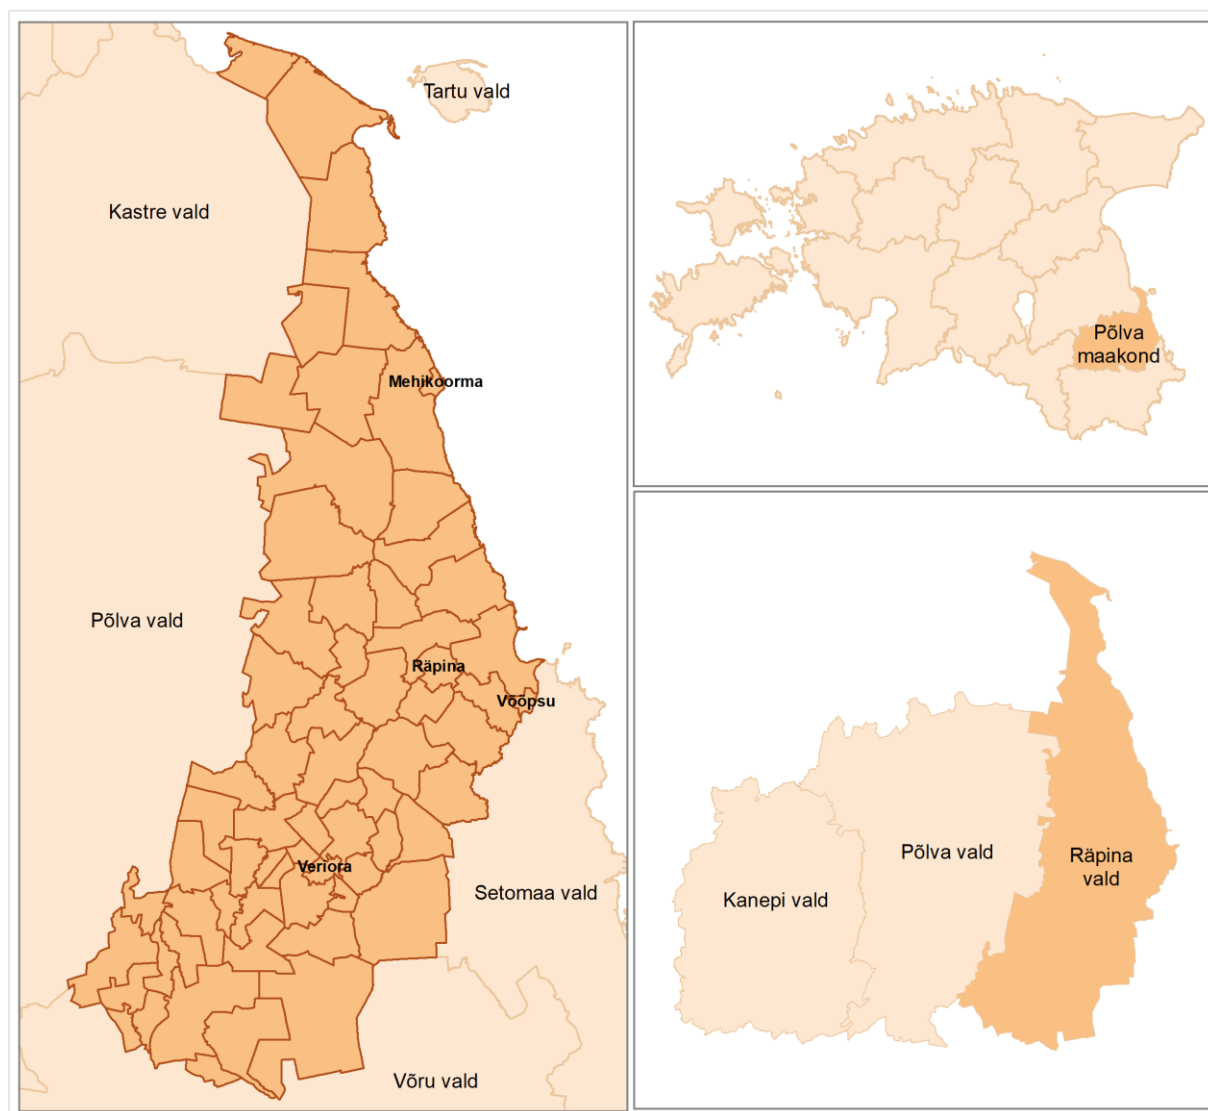 Tartu vald
Kastre vald
Mehikoorma
Põlva vald
Räpina
Võõpsu
Veriora
Setomaa vald
Võru vald
Põlva
maakond
Põlva vald
Räpina
vald
Kanepi vald